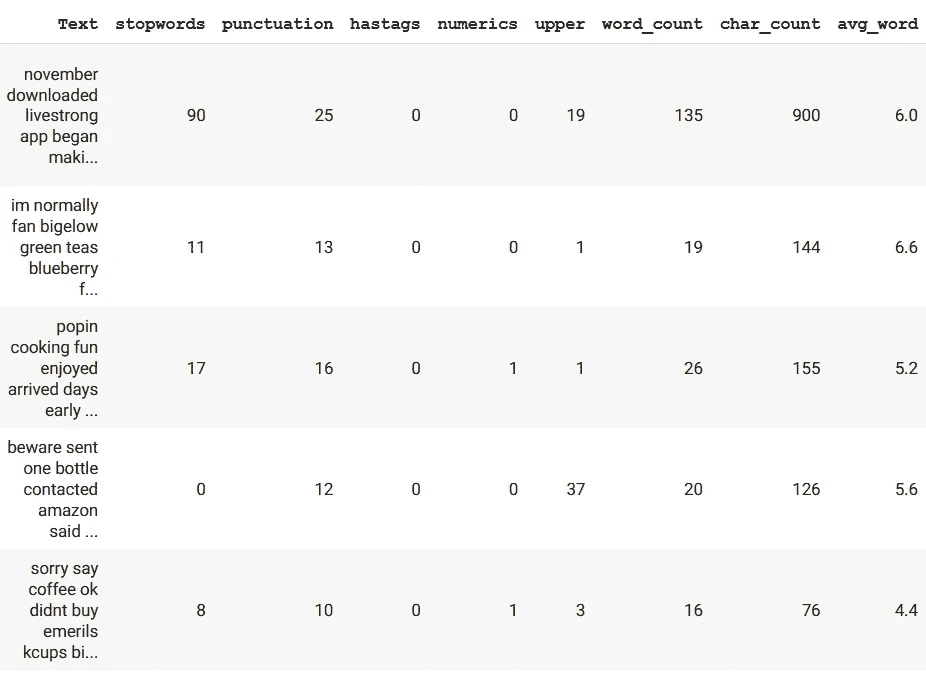 Text stopwords punctuation hastags numerics upper word_count char_count avg_word
november
downloaded
livestrong
app began
maki...
90 25 0 0 19 135 900 6.0
im normally
fan bigelow
green teas
blueberry
f...
11 13 0 0 1 19 144 6.6
popin
cooking fun
enjoyed
arrived days
early ...
17 16 0 1 1 26 155 5.2
beware sent
one bottle
contacted
amazon
said ...
0 12 0 0 37 20 126 5.6
sorry say
coffee ok
didnt buy
emerils
kcups bi...
8 10 0 1 3 16 76 4.4